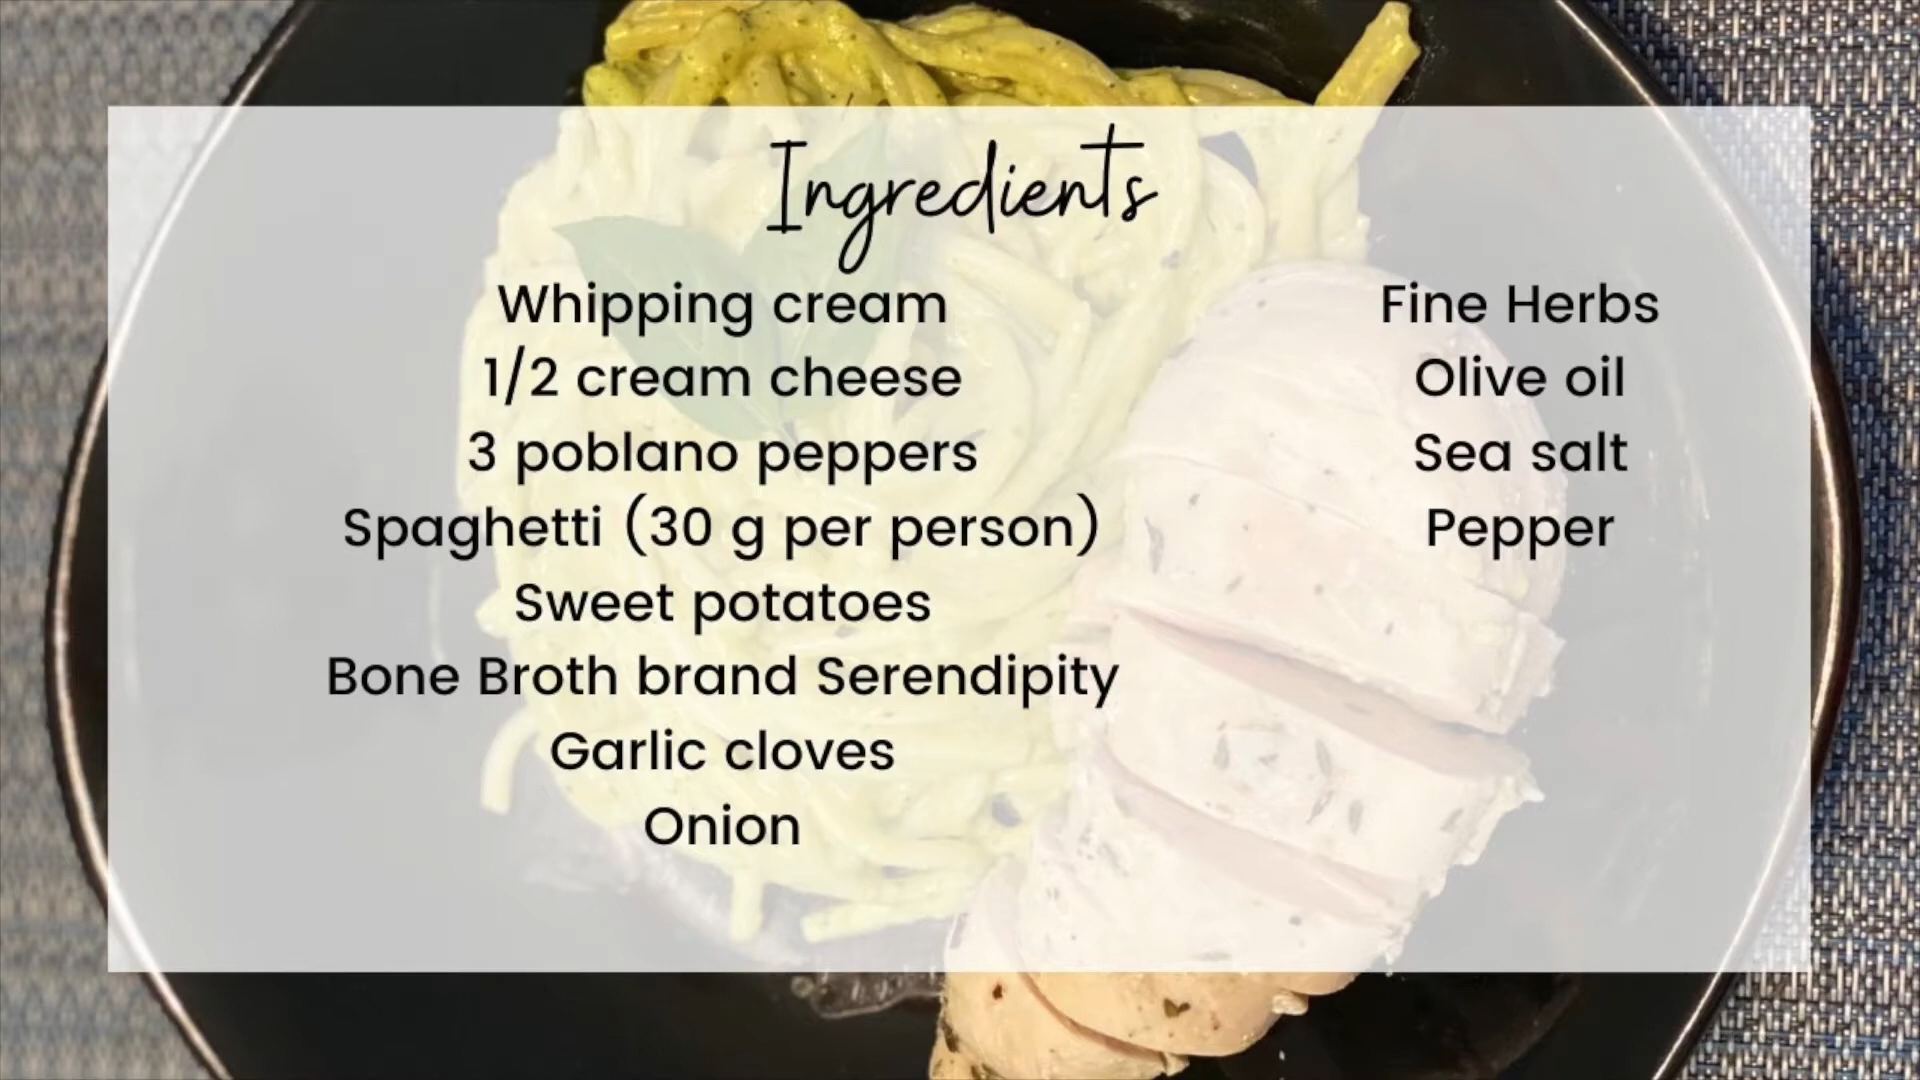 Ingredients
Whipping cream
1/2 cream cheese
3 poblano peppers
Spaghetti (30 g per person)
Sweet potatoes
Bone Broth brand Serendipity
Garlic cloves
Onion
Fine Herbs
Olive oil
Sea salt
Pepper